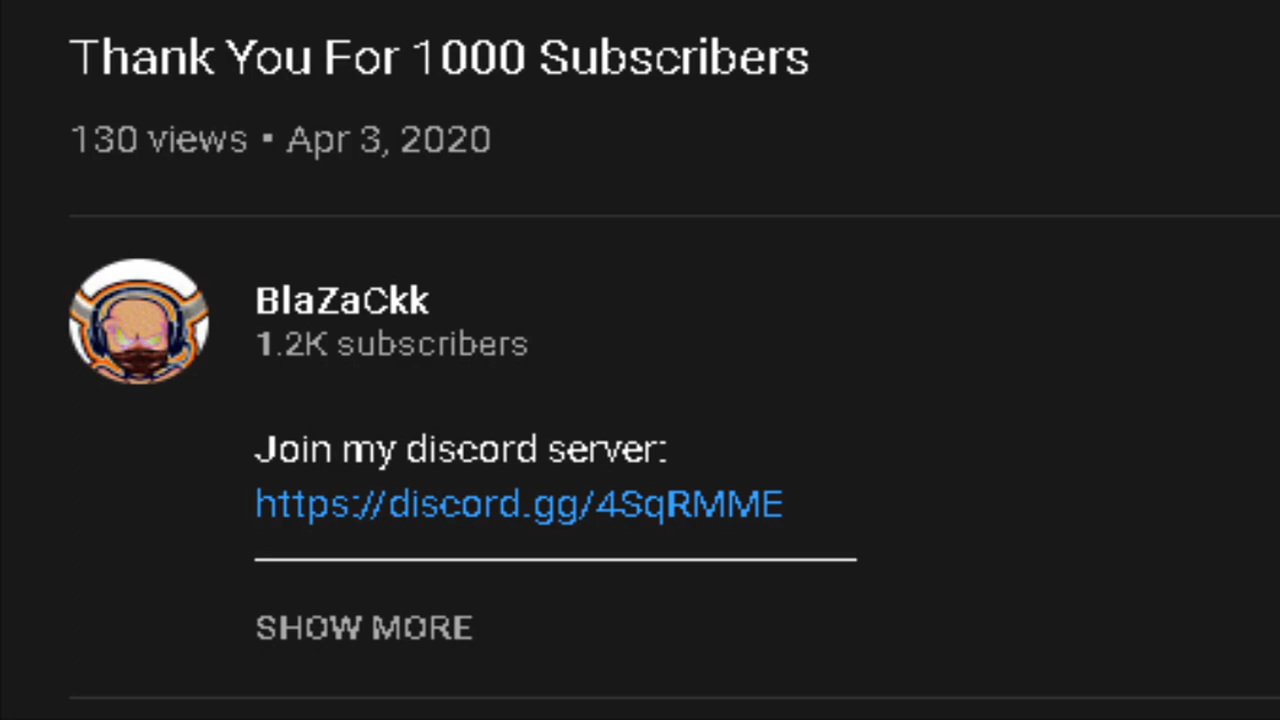 Thank You For 1000 Subscribers
130 views • Apr 3, 2020
BlaZaCkk
1.2K subscribers
Join my discord server:
https://discord.gg/4SqRMME
SHOW MORE